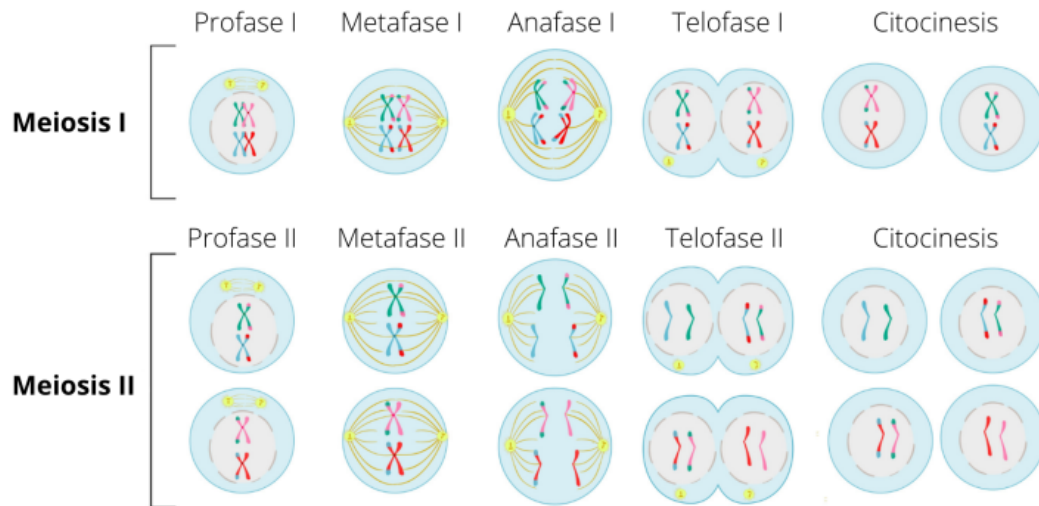 Profase I Metafase I Anafase I Telofase I Citocinesis
Meiosis I
Profase II Metafase II Anafase II Telofase II Citocinesis
Meiosis II